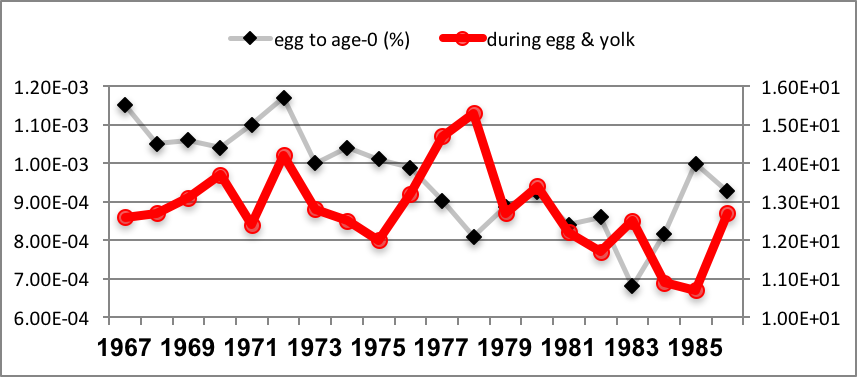 egg to age-0 (%) during egg & yolk
1.20E-03 1.60E+01
1.10E-03 1.50E+01
1.00E-03 1.40E+01
9.00E-04 1.30E+01
8.00E-04 1.20E+01
7.00E-04 1.10E+01
6.00E-04 1.00E+01
1967 1969 1971 1973 1975 1977 1979 1981 1983 1985